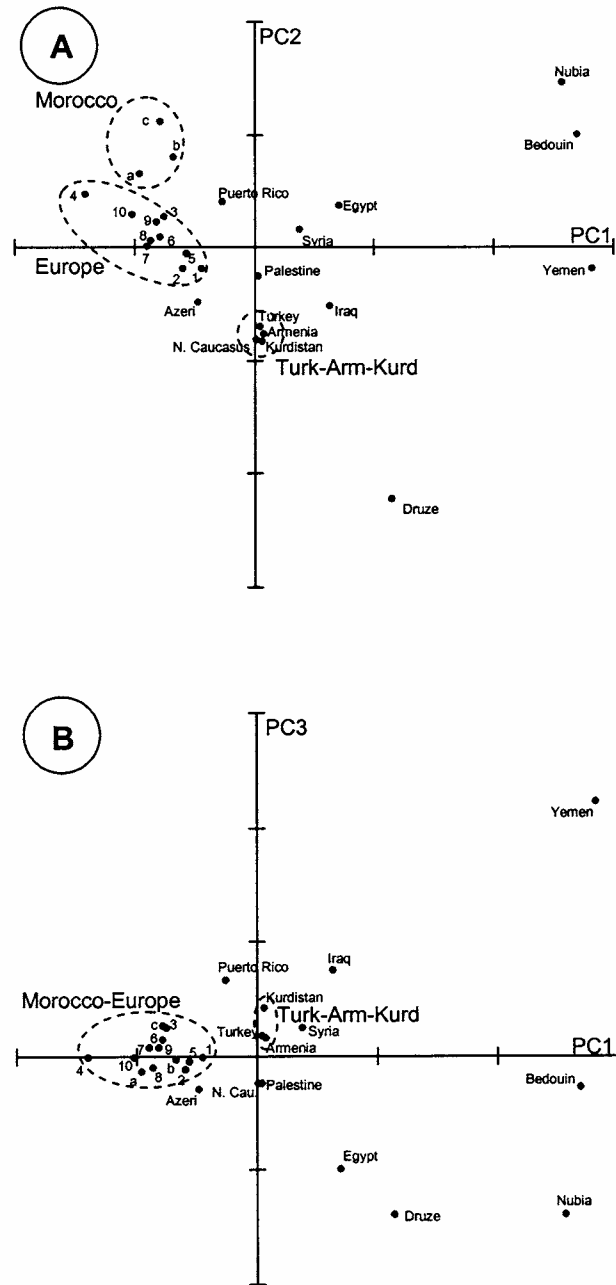 A
PC2
Nubia
Morocco
c
b
Bedouin
a
4
Puerto Rico
Egypt
10
3
9
Syria
8
6
PC1
7
Europe
5
Palestine
Yemen
2
1
Azeri
Iraq
Turkey
Armenia
N. Caucasus
Kurdistan
Turk-Arm-Kurd
Druze
B
PC3
Yemen
Iraq
Puerto Rico
Morocco-Europe
Kurdistan
Turk-Arm-Kurd
c
3
Turkey
Syria
6
Armenia
7
9
PC1
5
1
4
10
b
a
8
2
N. Cau.
Palestine
Bedouin
Azeri
Egypt
Druze
Nubia